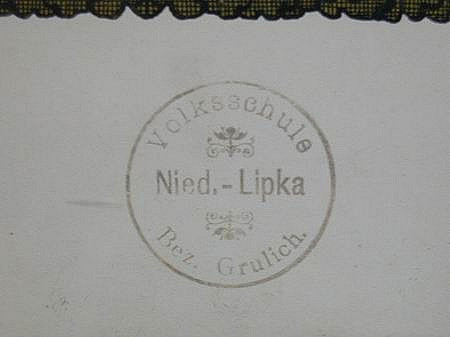 Volksschule
Nied.-Lipka
Bez. Grulich.